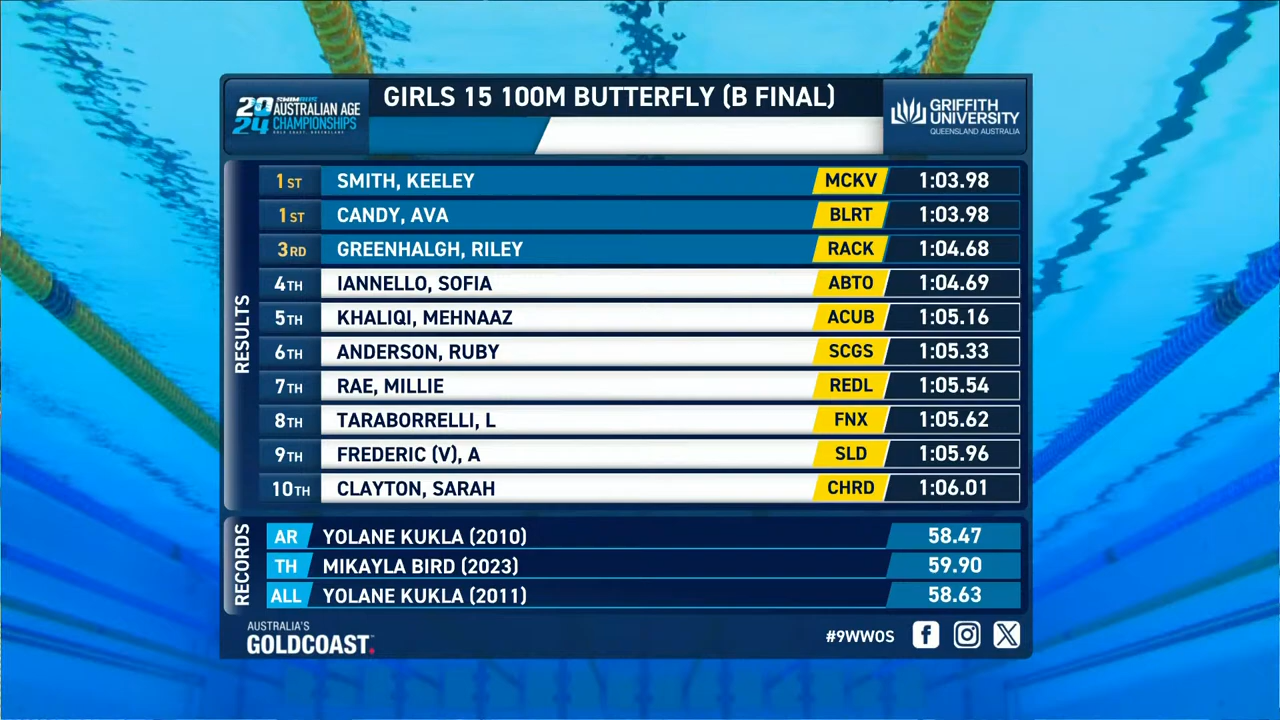 GIRLS 15 100M BUTTERFLY (B FINAL)
2024 AUSTRALIAN AGE
CHAMPIONSHIPS
GOLD COAST, QUEENSLAND
GRIFFITH
UNIVERSITY
QUEENSLAND AUSTRALIA
RESULTS
1ST SMITH, KEELEY MCKV 1:03.98
1ST CANDY, AVA BLRT 1:03.98
3RD GREENHALGH, RILEY RACK 1:04.68
4TH IANNELLO, SOFIA ABTO 1:04.69
5TH KHALIQI, MEHNAAZ ACUB 1:05.16
6TH ANDERSON, RUBY SCGS 1:05.33
7TH RAE, MILLIE REDL 1:05.54
8TH TARABORRELLI, L FNX 1:05.62
9TH FREDERIC (V), A SLD 1:05.96
10TH CLAYTON, SARAH CHRD 1:06.01
RECORDS
AR YOLANE KUKLA (2010) 58.47
TH MIKAYLA BIRD (2023) 59.90
ALL YOLANE KUKLA (2011) 58.63
AUSTRALIA'S
GOLDCOAST.
#9WWOS